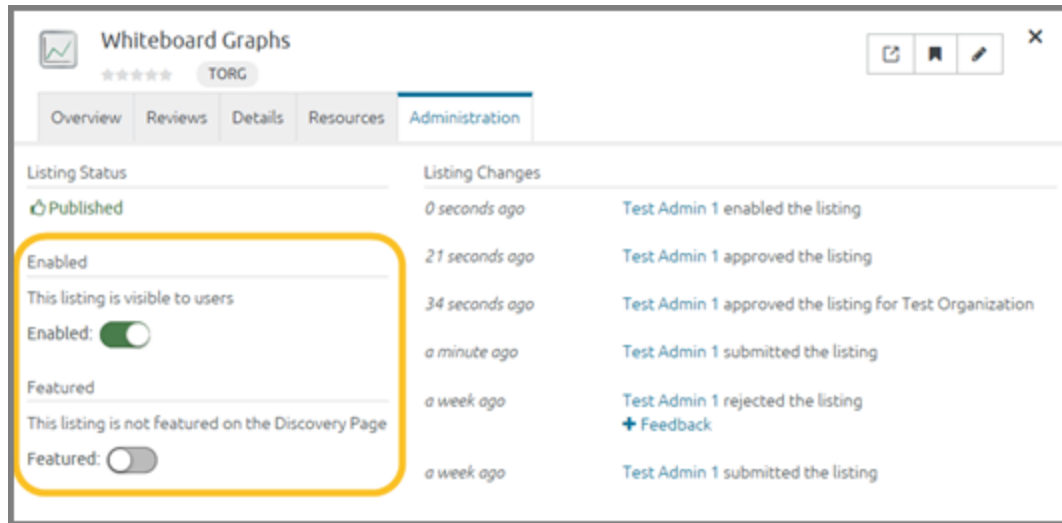 Whiteboard Graphs
TORG
Overview Reviews Details Resources Administration
Listing Status
Published
Enabled
This listing is visible to users
Enabled:
Featured
This listing is not featured on the Discovery Page
Featured:
Listing Changes
0 seconds ago Test Admin 1 enabled the listing
21 seconds ago Test Admin 1 approved the listing
34 seconds ago Test Admin 1 approved the listing for Test Organization
a minute ago Test Admin 1 submitted the listing
a week ago Test Admin 1 rejected the listing
+ Feedback
a week ago Test Admin 1 submitted the listing